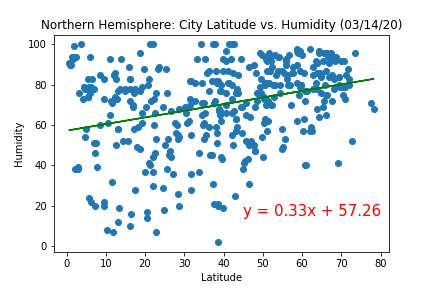 Northern Hemisphere: City Latitude vs. Humidity (03/14/20)
100
80
60
40
20
0
Humidity
y = 0.33x + 57.26
0 10 20 30 40 50 60 70 80
Latitude